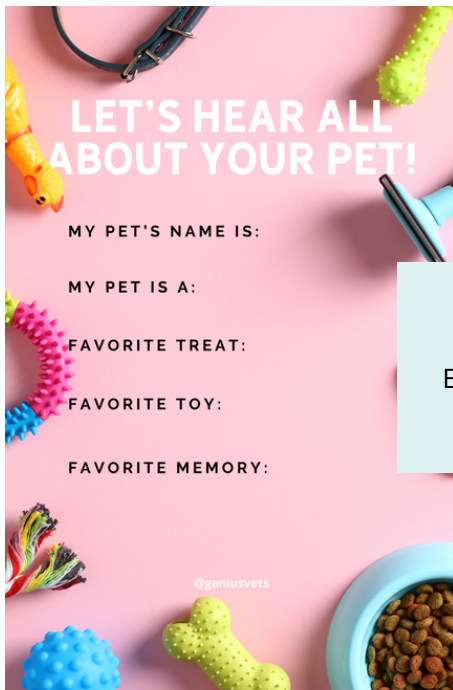 LET'S HEAR ALL
ABOUT YOUR PET!
MY PET'S NAME IS:
MY PET IS A:
FAVORITE TREAT:
FAVORITE TOY:
FAVORITE MEMORY:
@geniusvets